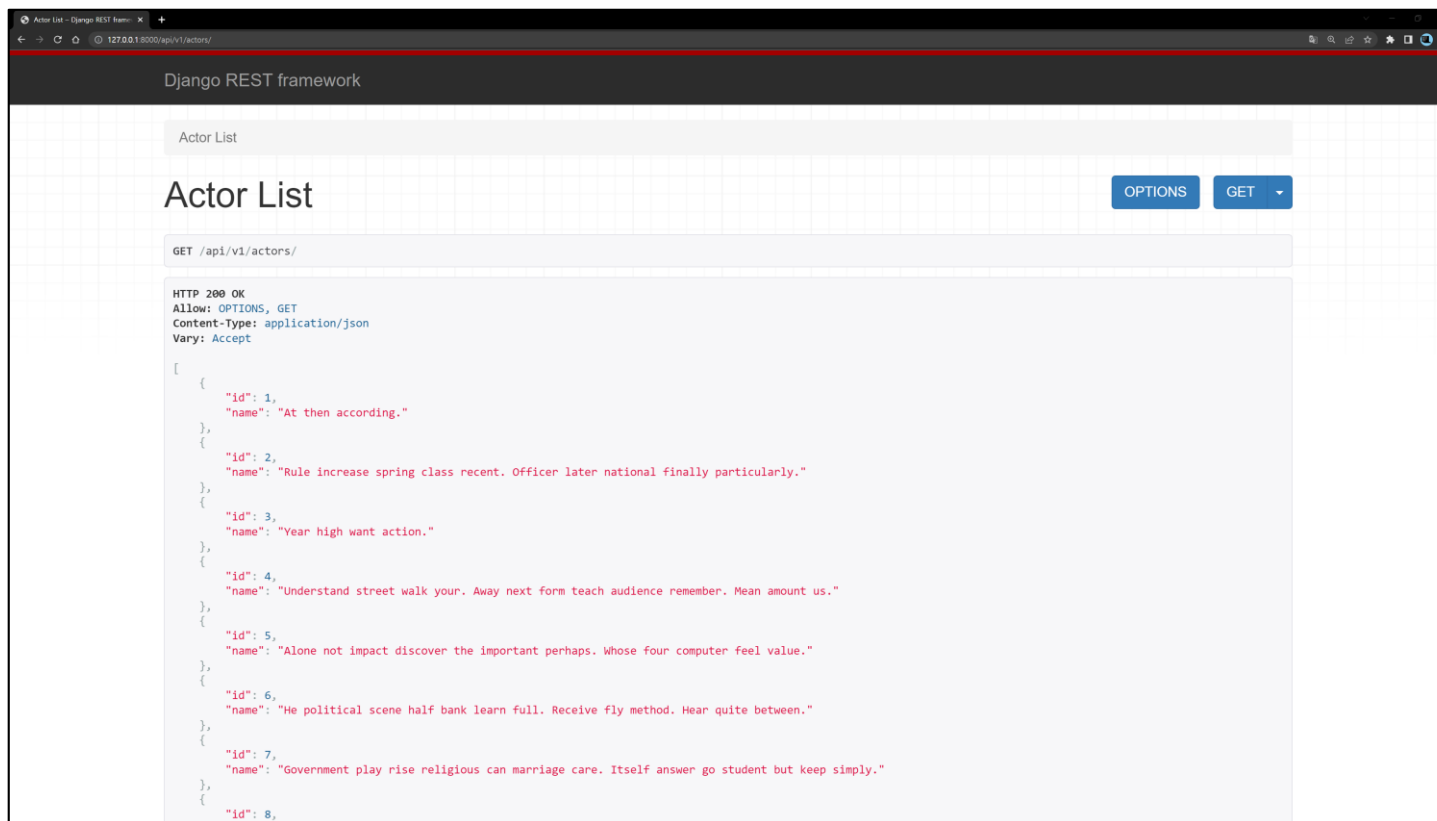 Actor List – Django REST framew
127.0.0.1:8000/api/v1/actors/
Django REST framework
Actor List
Actor List
OPTIONS
GET
GET /api/v1/actors/
HTTP 200 OK
Allow: OPTIONS, GET
Content-Type: application/json
Vary: Accept
[
{
"id": 1,
"name": "At then according."
},
{
"id": 2,
"name": "Rule increase spring class recent. Officer later national finally particularly."
},
{
"id": 3,
"name": "Year high want action."
},
{
"id": 4,
"name": "Understand street walk your. Away next form teach audience remember. Mean amount us."
},
{
"id": 5,
"name": "Alone not impact discover the important perhaps. Whose four computer feel value."
},
{
"id": 6,
"name": "He political scene half bank learn full. Receive fly method. Hear quite between."
},
{
"id": 7,
"name": "Government play rise religious can marriage care. Itself answer go student but keep simply."
},
{
"id": 8,